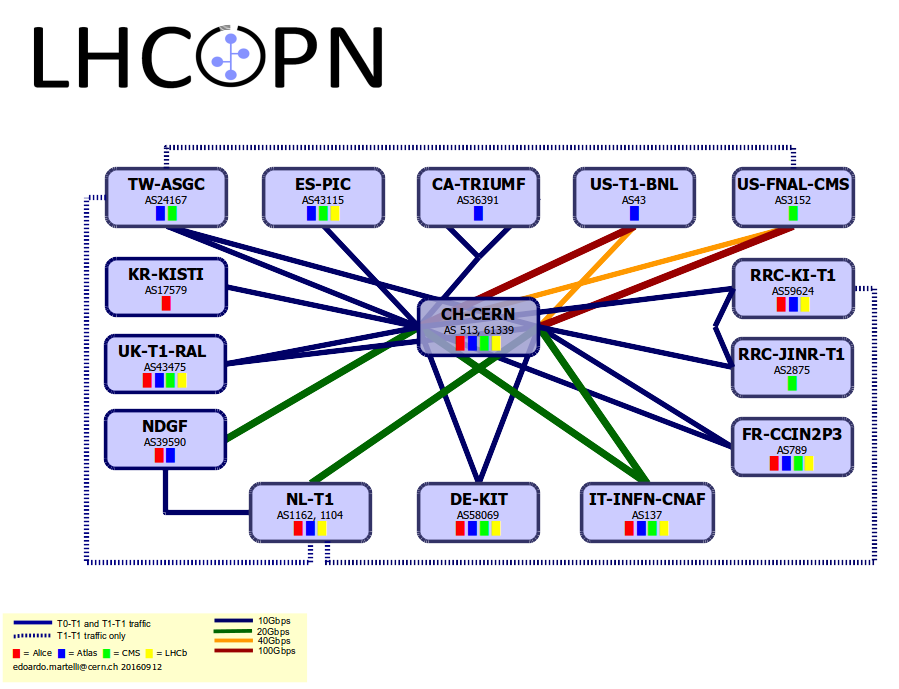 LHCOPN
TW-ASGC
AS24167
ES-PIC
AS43115
CA-TRIUMF
AS36391
US-T1-BNL
AS43
US-FNAL-CMS
AS3152
KR-KISTI
AS17579
RRC-KI-T1
AS59624
CH-CERN
AS 513, 61339
UK-T1-RAL
AS43475
RRC-JINR-T1
AS2875
NDGF
AS39590
FR-CCIN2P3
AS789
NL-T1
AS1162, 1104
DE-KIT
AS58069
IT-INFN-CNAF
AS137
T0-T1 and T1-T1 traffic
T1-T1 traffic only
= Alice = Atlas = CMS = LHCb
edoardo.martelli@cern.ch 20160912
10Gbps
20Gbps
40Gbps
100Gbps